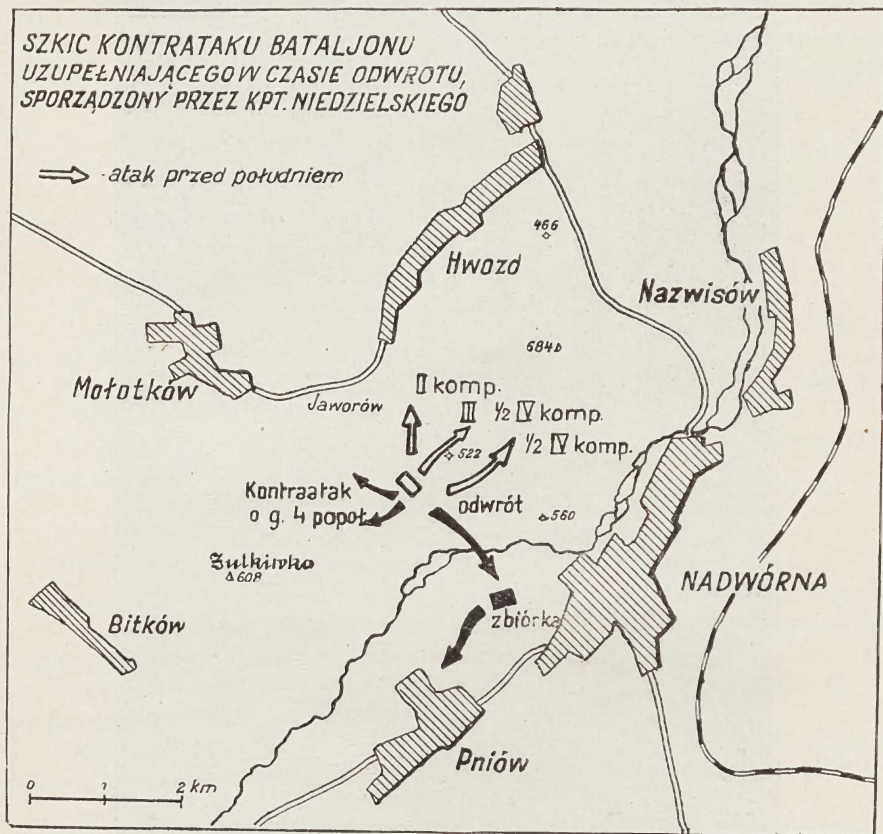 SZKIC KONTRATAKU BATALJONU
UZUPEŁNIAJĄCEGO W CZASIE ODWROTU,
SPORZĄDZONY PRZEZ KPT. NIEDZIELSKIEGO
atak przed południem
466
Hwozd
Nazwisów
684
Mołotków
Jaworów
II komp.
III ½ IV komp.
½ IV komp.
522
Kontraatak
o g. 4 popoł.
odwrót
560
Zulkiwka
608
NADWÓRNA
Bitków
zbiórka
Pniów
0 1 2 km